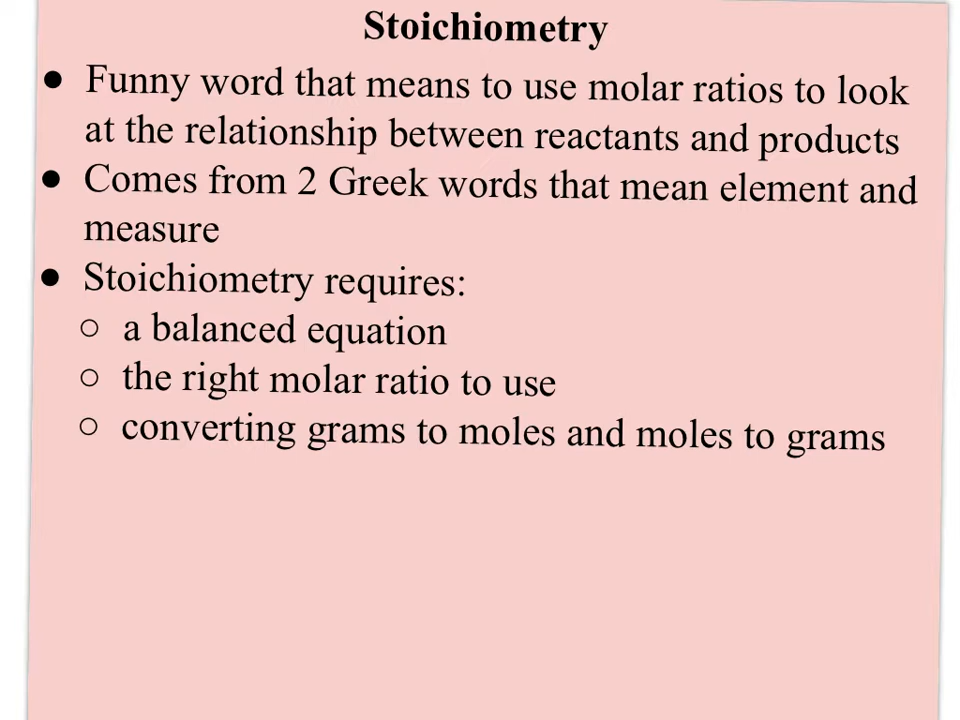 Stoichiometry
● Funny word that means to use molar ratios to look
at the relationship between reactants and products
● Comes from 2 Greek words that mean element and
measure
● Stoichiometry requires:
○ a balanced equation
○ the right molar ratio to use
○ converting grams to moles and moles to grams